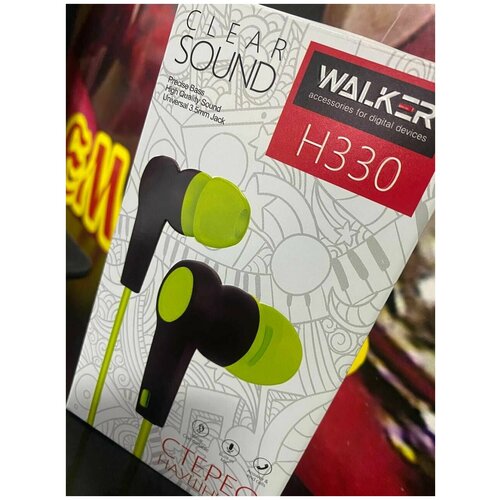 CLEAR
SOUND
Precise Bass
High Quality Sound
Universal 3.5mm Jack
WALKER
accessories for digital devices
H330
СТЕРЕО